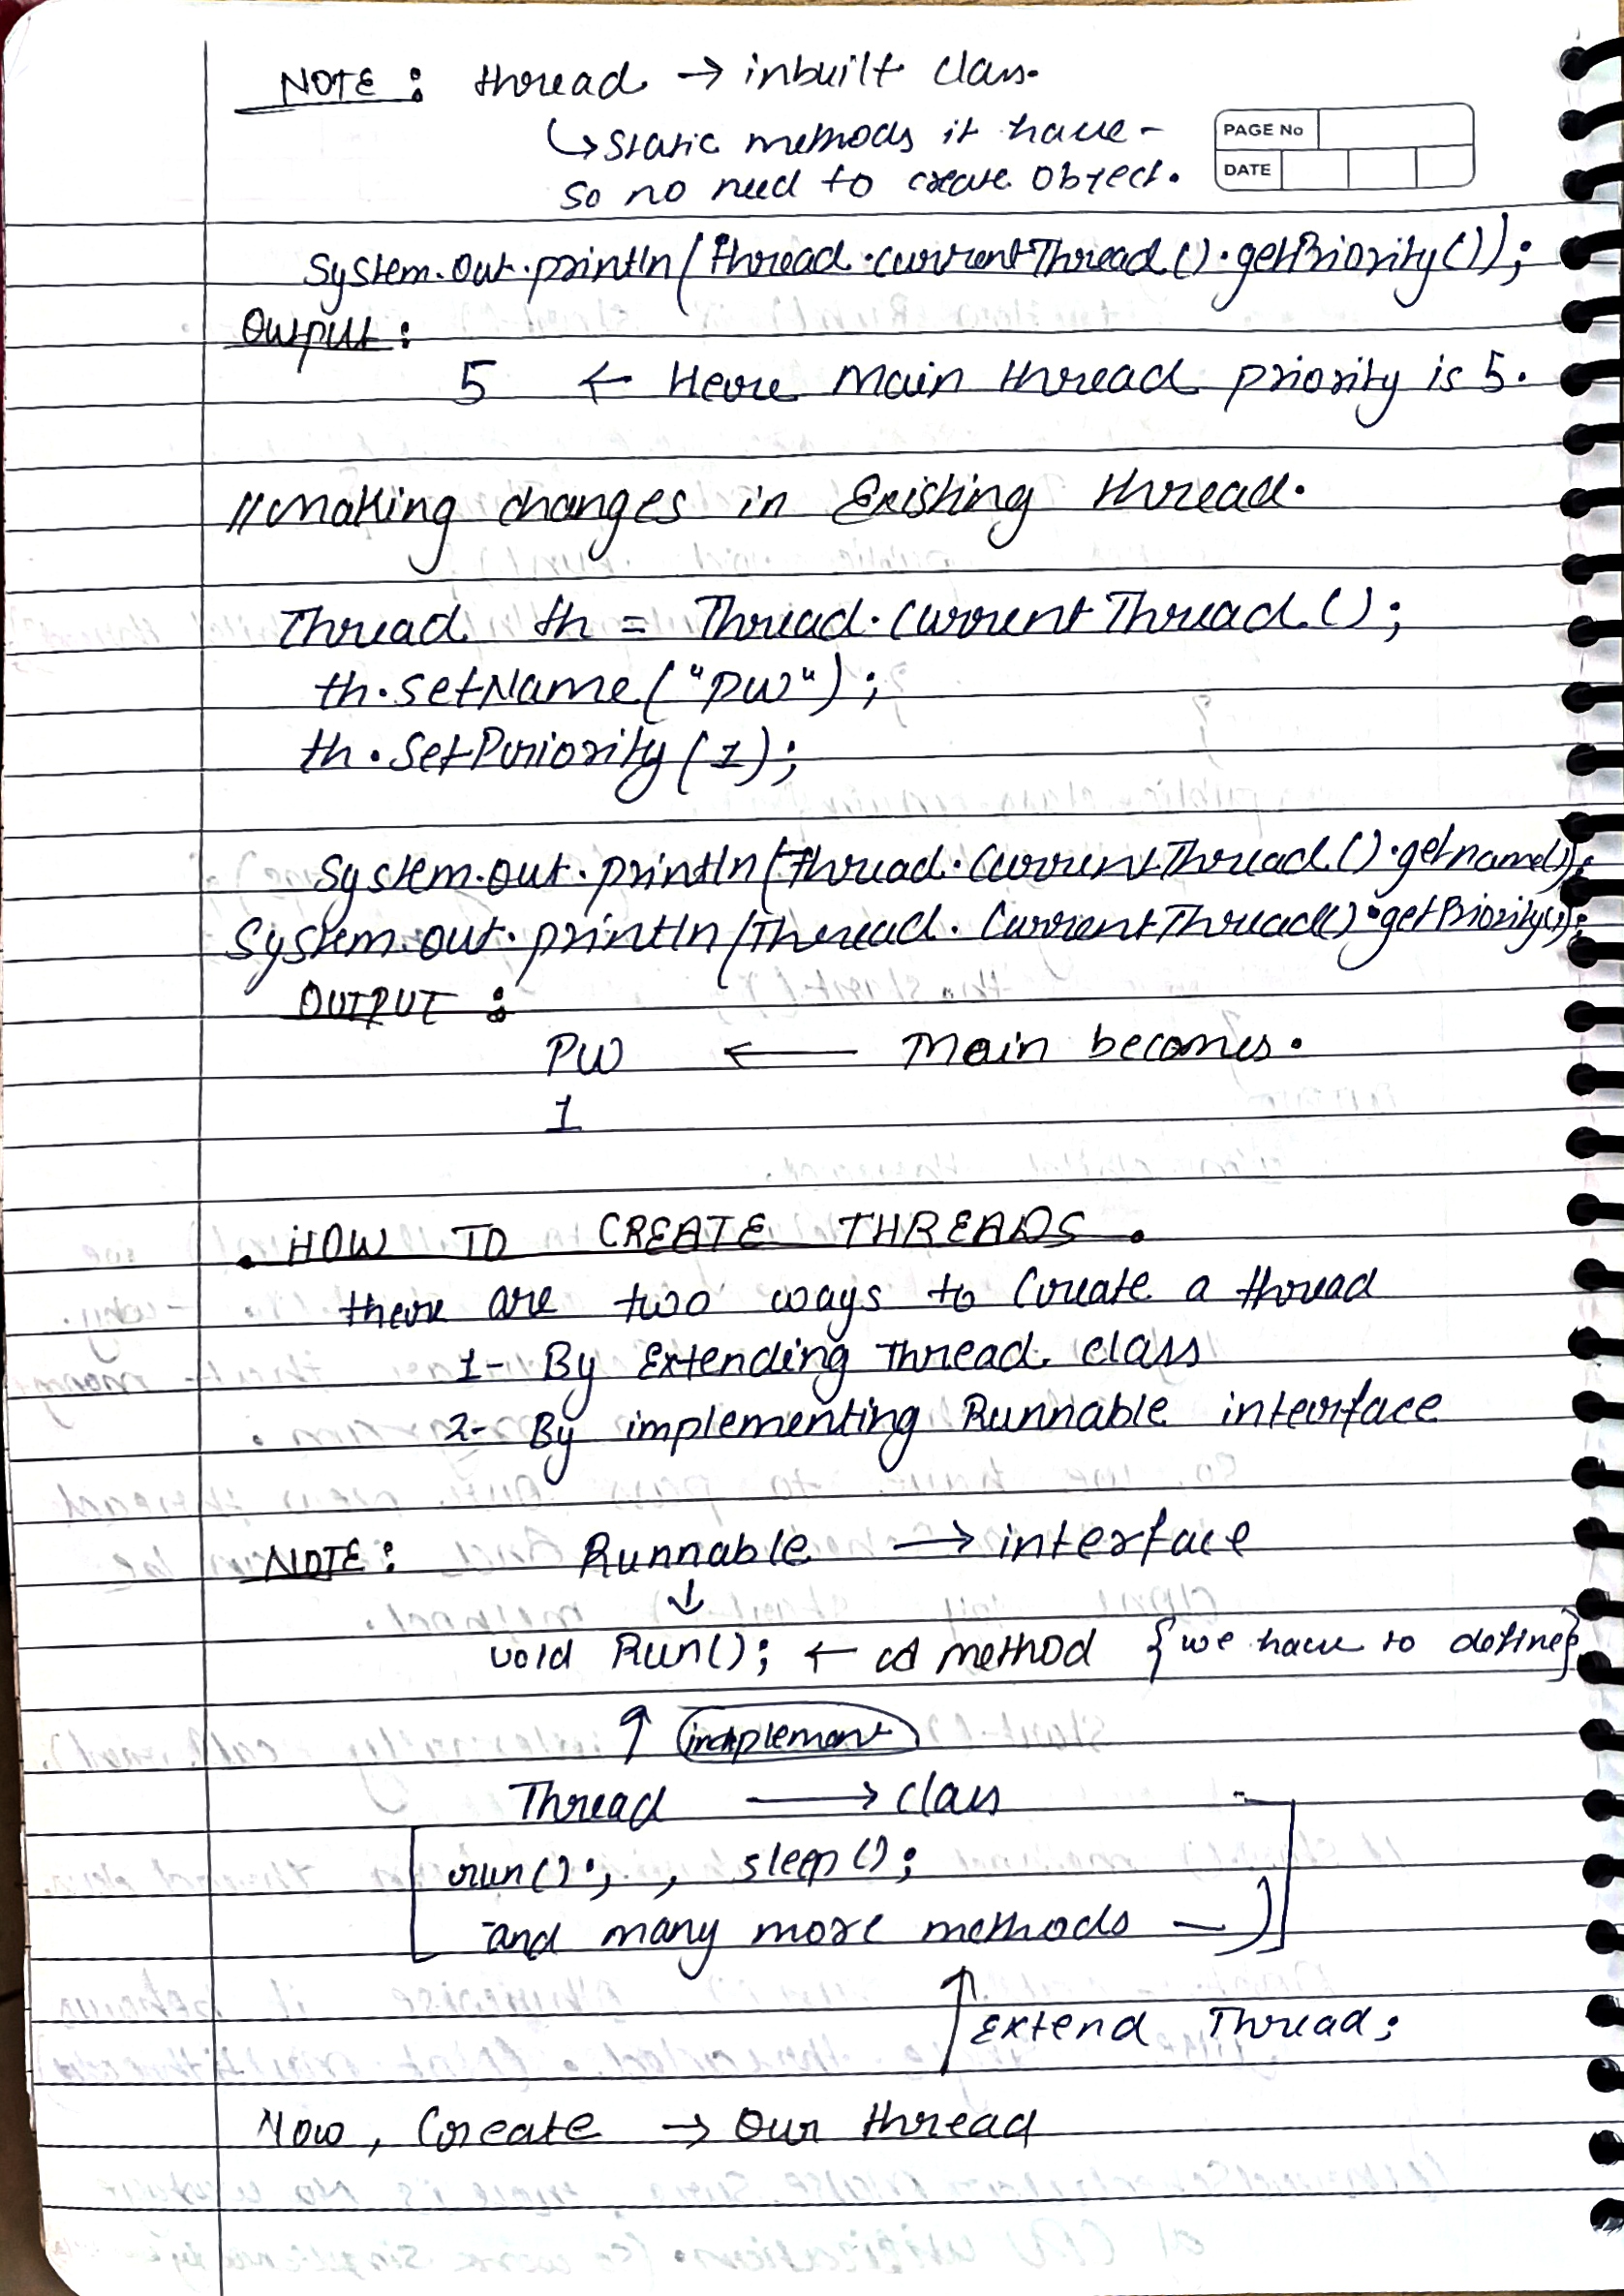 NOTE : thread → inbuilt class.
↳ static methods it have -
so no need to create Object.
PAGE No
DATE
System.out.println(Thread.currentThread().getPriority());
Output :
5 ← Here Main thread priority is 5.
//Making changes in Existing thread.
Thread th = Thread.CurrentThread();
th.setName("PW");
th.SetPriority(1);
System.out.println(Thread.CurrentThread().getname());
System.out.println(Thread.CurrentThread().getPriority());
OUTPUT :
PW ← Main becomes.
1
. HOW TO CREATE THREADS .
there are two ways to Create a thread
1- By Extending Thread class
2- By implementing Runnable interface
NOTE : Runnable → interface
↓
void Run(); ← method {we have to define}
↑ implement
Thread → class
run(); , sleep();
and many more methods
↑ Extend Thread;
Now, Create → Our thread